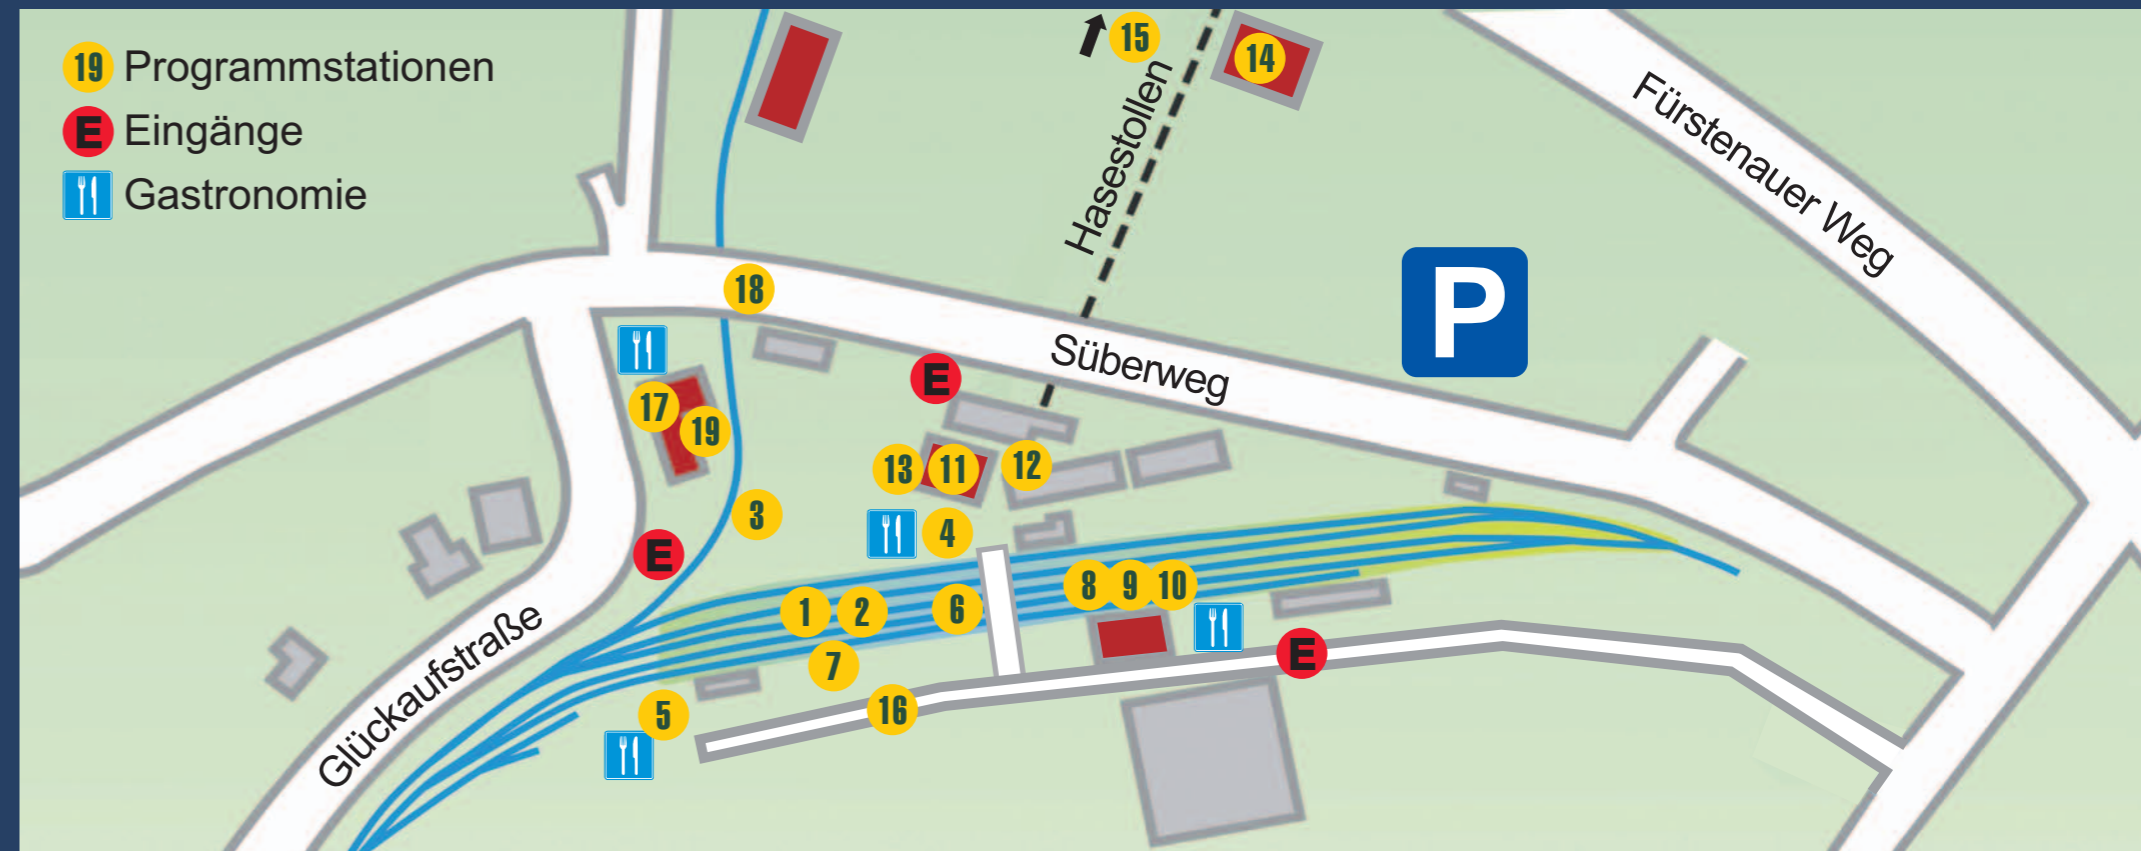 19 Programmstationen
E Eingänge
Gastronomie
15
14
Hasestollen
Fürstenauer Weg
18
P
Süberweg
E
17
19
13
11
12
3
4
E
8
9
10
1
2
6
7
E
5
16
Glückaufstraße